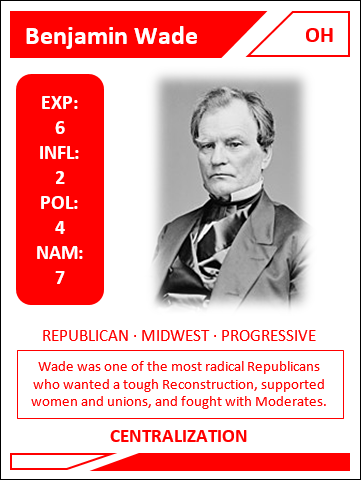 Benjamin Wade
OH
EXP:
6
INFL:
2
POL:
4
NAM:
7
REPUBLICAN · MIDWEST · PROGRESSIVE
Wade was one of the most radical Republicans
who wanted a tough Reconstruction, supported
women and unions, and fought with Moderates.
CENTRALIZATION